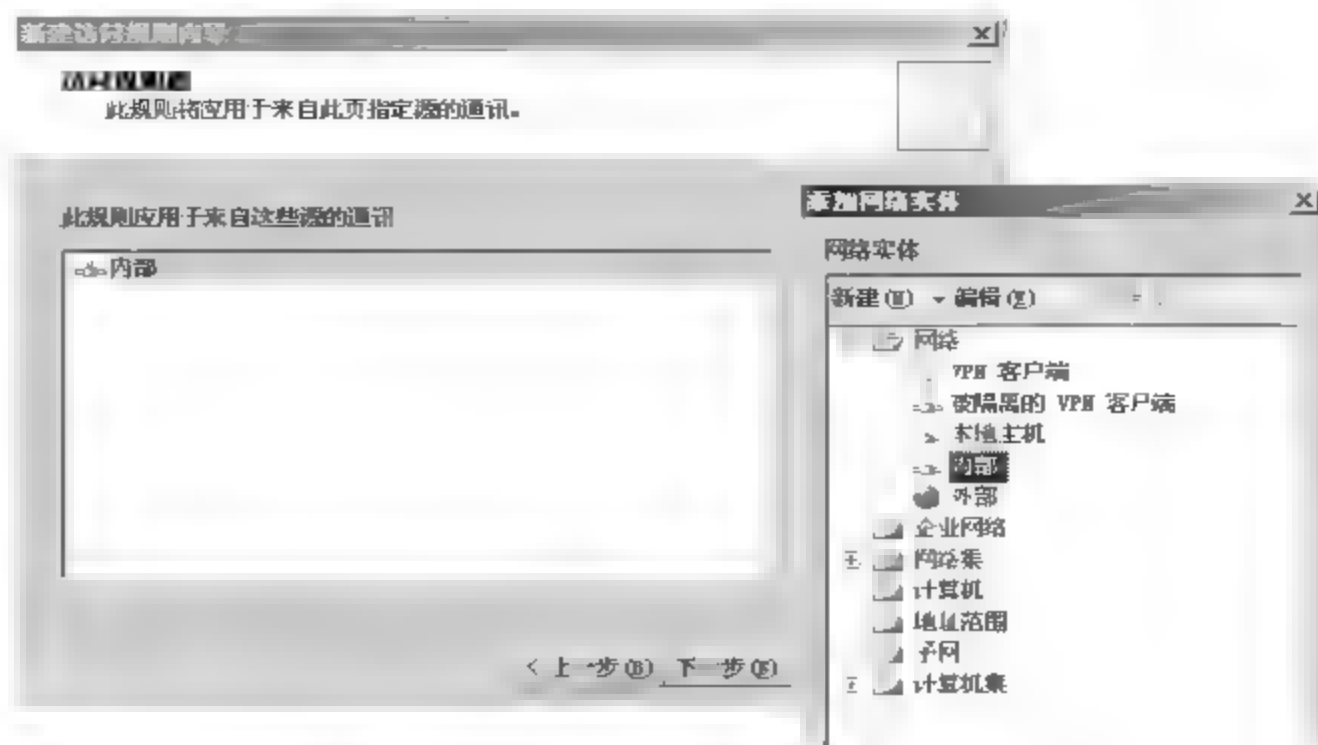 新建访问规则向导
访问规则源
此规则将应用于来自此页指定源的通讯。
此规则应用于来自这些源的通讯
内部
< 上一步(B) 下一步(F)
添加网络实体
网络实体
新建(W) 编辑(E)
网络
VPN 客户端
被隔离的 VPN 客户端
本地主机
内部
外部
企业网络
网络集
计算机
地址范围
子网
计算机集